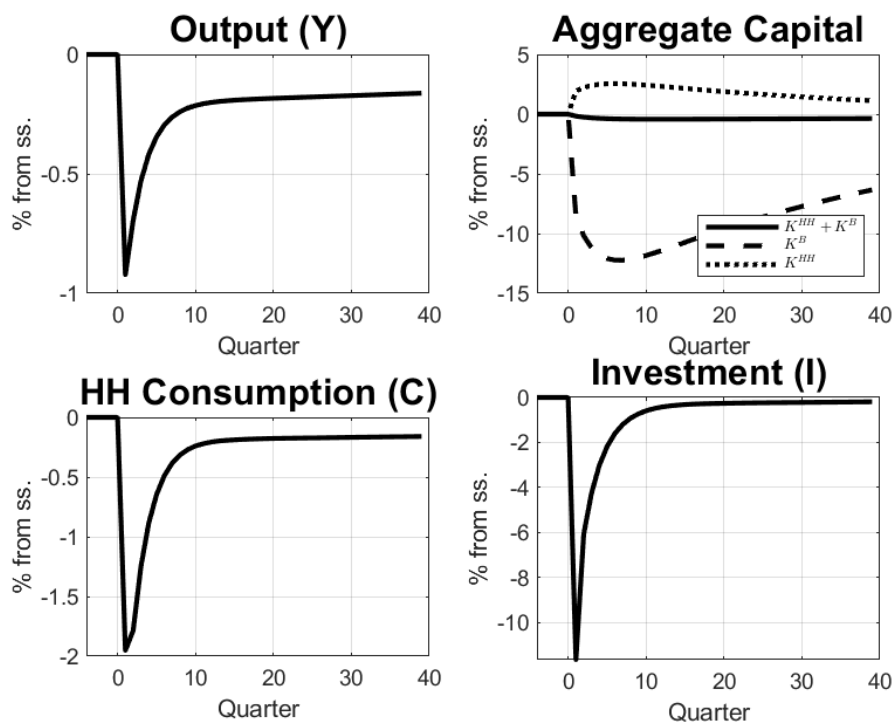 Output (Y)
0
-0.5
-1
% from ss.
0 10 20 30 40
Quarter
Aggregate Capital
5
0
-5
-10
-15
% from ss.
K^{HH} + K^B
K^B
K^{HH}
0 10 20 30 40
Quarter
HH Consumption (C)
0
-0.5
-1
-1.5
-2
% from ss.
0 10 20 30 40
Quarter
Investment (I)
0
-2
-4
-6
-8
-10
% from ss.
0 10 20 30 40
Quarter